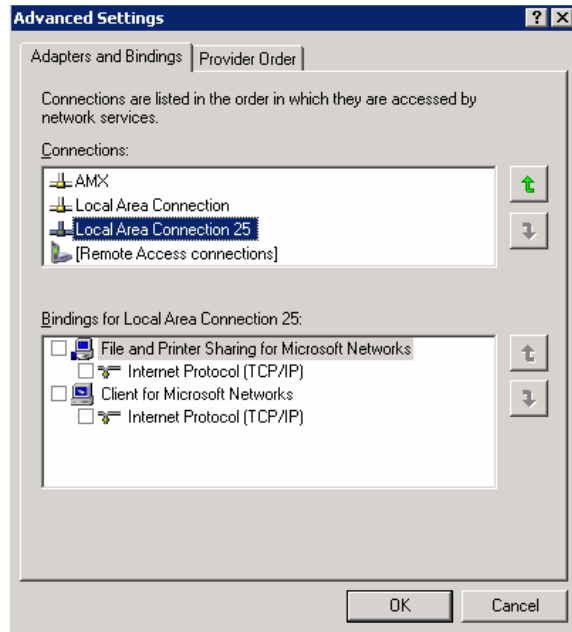 Advanced Settings
Adapters and Bindings Provider Order
Connections are listed in the order in which they are accessed by
network services.
Connections:
AMX
Local Area Connection
Local Area Connection 25
[Remote Access connections]
Bindings for Local Area Connection 25:
File and Printer Sharing for Microsoft Networks
Internet Protocol (TCP/IP)
Client for Microsoft Networks
Internet Protocol (TCP/IP)
OK Cancel